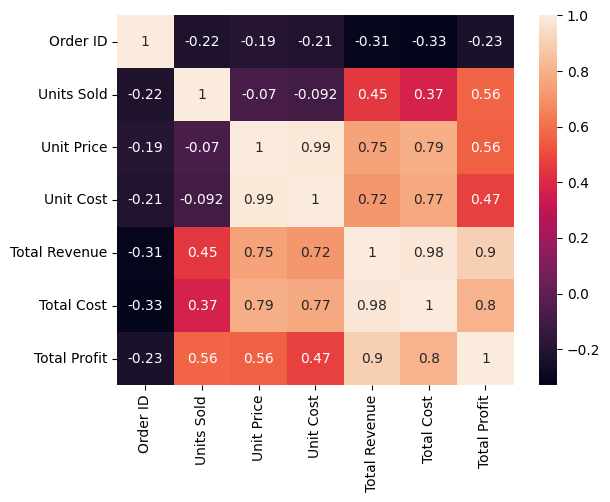 Order ID 1 -0.22 -0.19 -0.21 -0.31 -0.33 -0.23
Units Sold -0.22 1 -0.07 -0.092 0.45 0.37 0.56
Unit Price -0.19 -0.07 1 0.99 0.75 0.79 0.56
Unit Cost -0.21 -0.092 0.99 1 0.72 0.77 0.47
Total Revenue -0.31 0.45 0.75 0.72 1 0.98 0.9
Total Cost -0.33 0.37 0.79 0.77 0.98 1 0.8
Total Profit -0.23 0.56 0.56 0.47 0.9 0.8 1
Order ID
Units Sold
Unit Price
Unit Cost
Total Revenue
Total Cost
Total Profit
1.0
0.8
0.6
0.4
0.2
0.0
−0.2